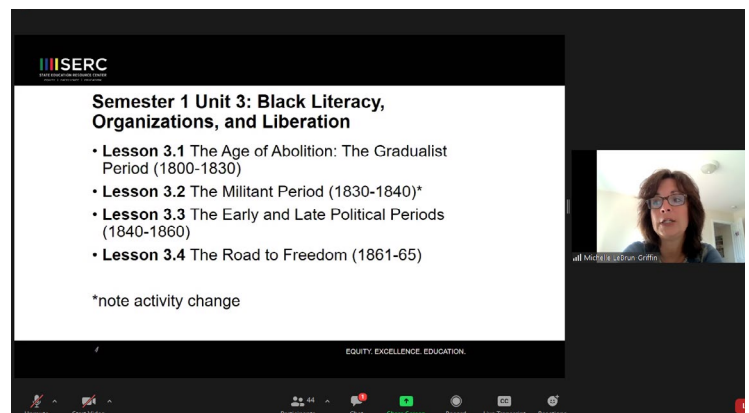 SERC
STATE EDUCATION RESOURCE CENTER
Semester 1 Unit 3: Black Literacy,
Organizations, and Liberation
• Lesson 3.1 The Age of Abolition: The Gradualist
Period (1800-1830)
• Lesson 3.2 The Militant Period (1830-1840)*
• Lesson 3.3 The Early and Late Political Periods
(1840-1860)
• Lesson 3.4 The Road to Freedom (1861-65)
*note activity change
Michelle LeBrun-Griffin
EQUITY. EXCELLENCE. EDUCATION.
44
CC